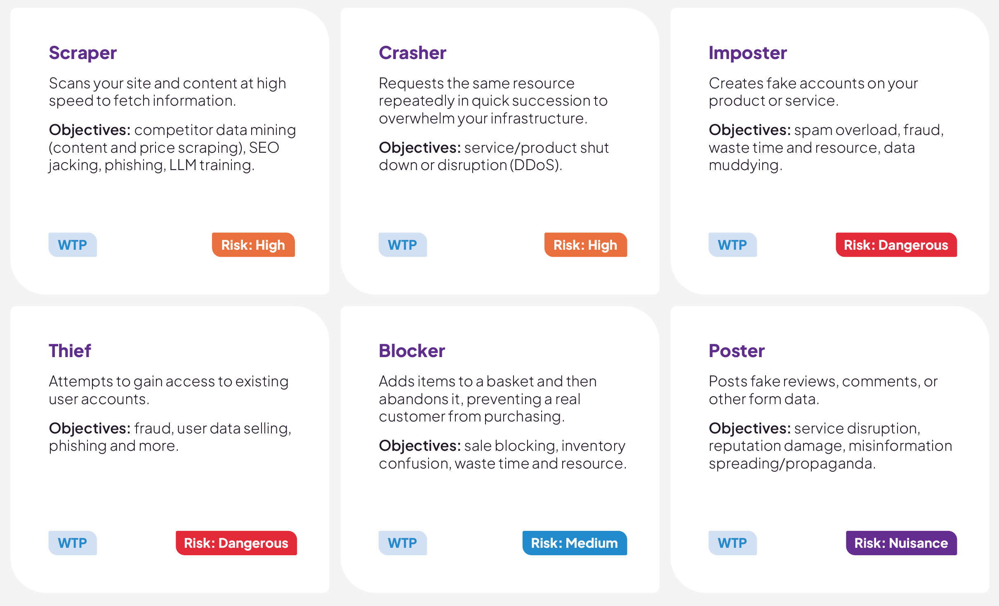 Scraper
Scans your site and content at high
speed to fetch information.
Objectives: competitor data mining
(content and price scraping), SEO
jacking, phishing, LLM training.
WTP
Risk: High
Crasher
Requests the same resource
repeatedly in quick succession to
overwhelm your infrastructure.
Objectives: service/product shut
down or disruption (DDoS).
WTP
Risk: High
Imposter
Creates fake accounts on your
product or service.
Objectives: spam overload, fraud,
waste time and resource, data
muddying.
WTP
Risk: Dangerous
Thief
Attempts to gain access to existing
user accounts.
Objectives: fraud, user data selling,
phishing and more.
WTP
Risk: Dangerous
Blocker
Adds items to a basket and then
abandons it, preventing a real
customer from purchasing.
Objectives: sale blocking, inventory
confusion, waste time and resource.
WTP
Risk: Medium
Poster
Posts fake reviews, comments, or
other form data.
Objectives: service disruption,
reputation damage, misinformation
spreading/propaganda.
WTP
Risk: Nuisance